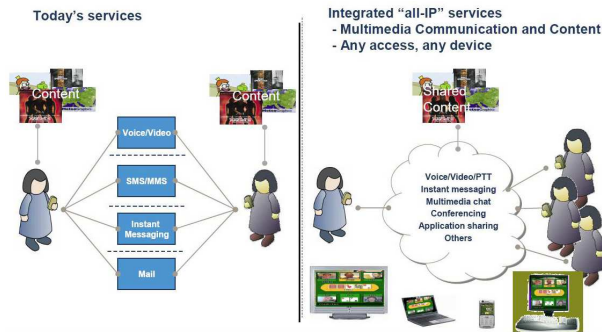 Today's services
Content
Content
Voice/Video
SMS/MMS
Instant
Messaging
Mail
Integrated “all-IP” services
- Multimedia Communication and Content
- Any access, any device
Shared
Content
Voice/Video/PTT
Instant messaging
Multimedia chat
Conferencing
Application sharing
Others